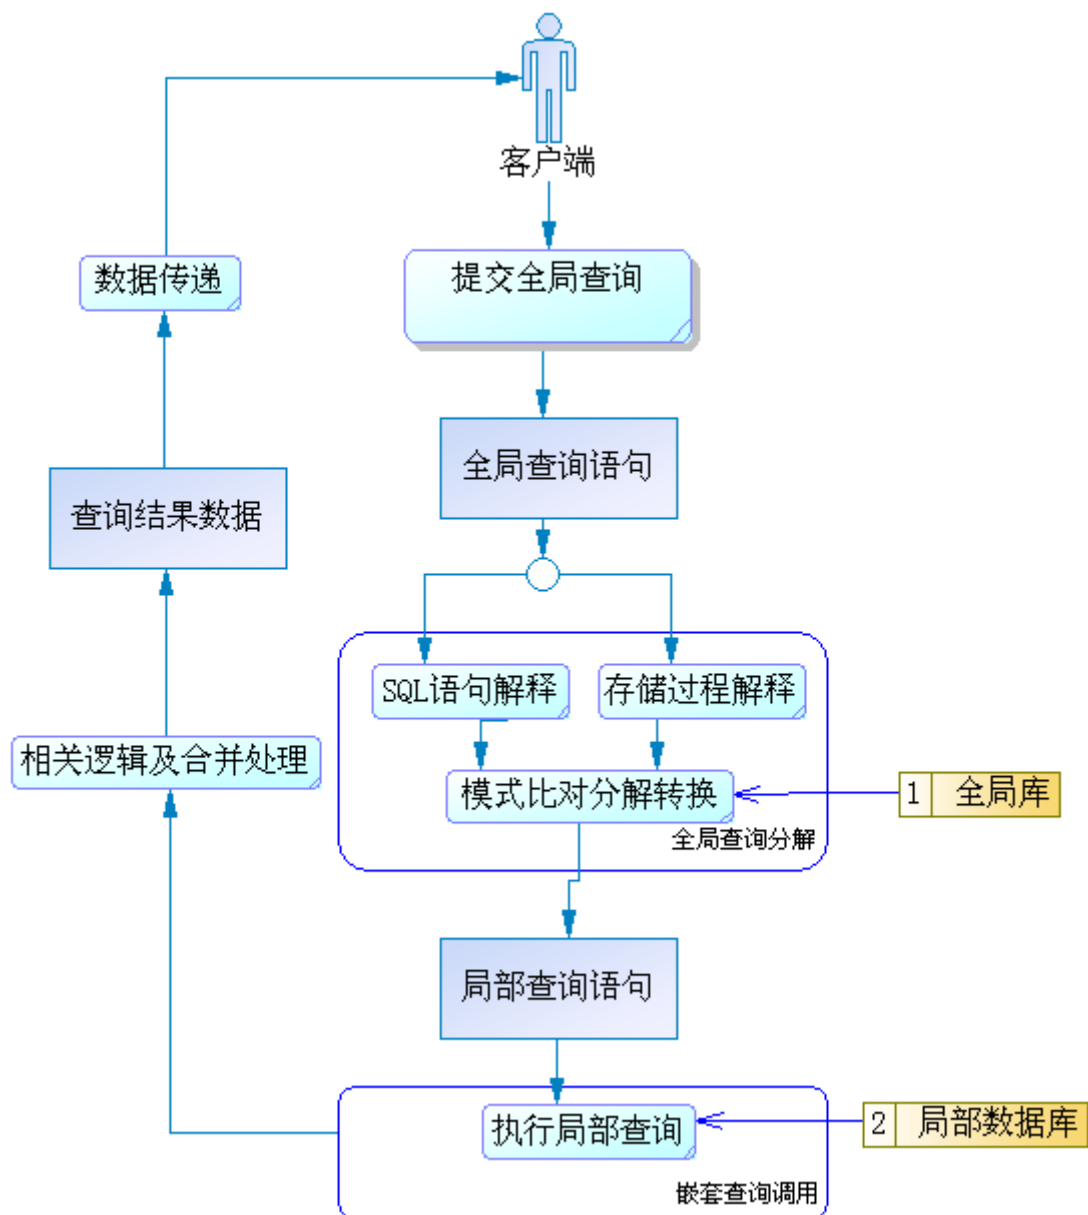 客户端
数据传递
提交全局查询
全局查询语句
查询结果数据
SQL语句解释
存储过程解释
相关逻辑及合并处理
模式比对分解转换
1 全局库
全局查询分解
局部查询语句
执行局部查询
2 局部数据库
嵌套查询调用